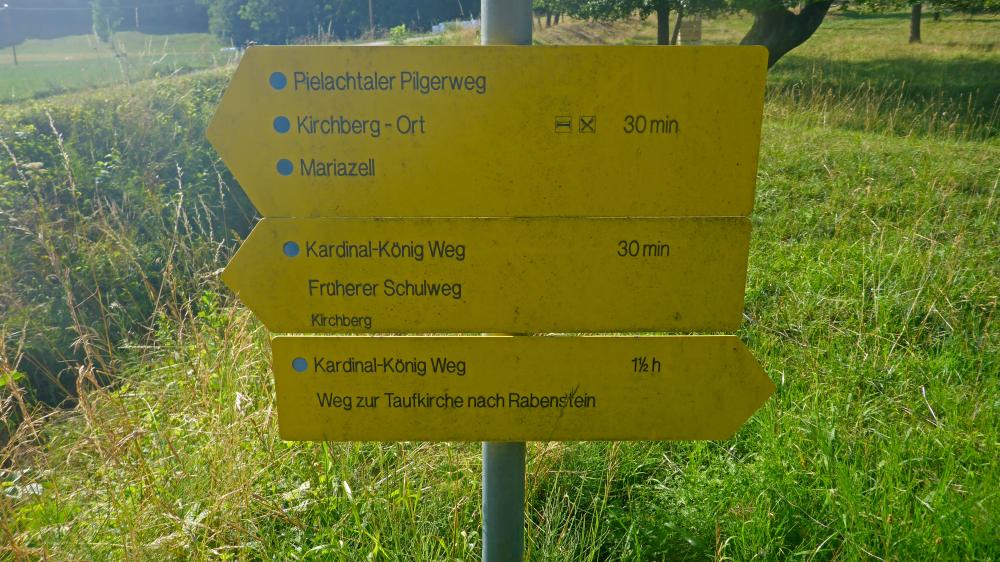 Pielachtaler Pilgerweg
Kirchberg - Ort 30 min
Mariazell
Kardinal-König Weg 30 min
Früherer Schulweg
Kirchberg
Kardinal-König Weg 1½ h
Weg zur Taufkirche nach Rabenstein